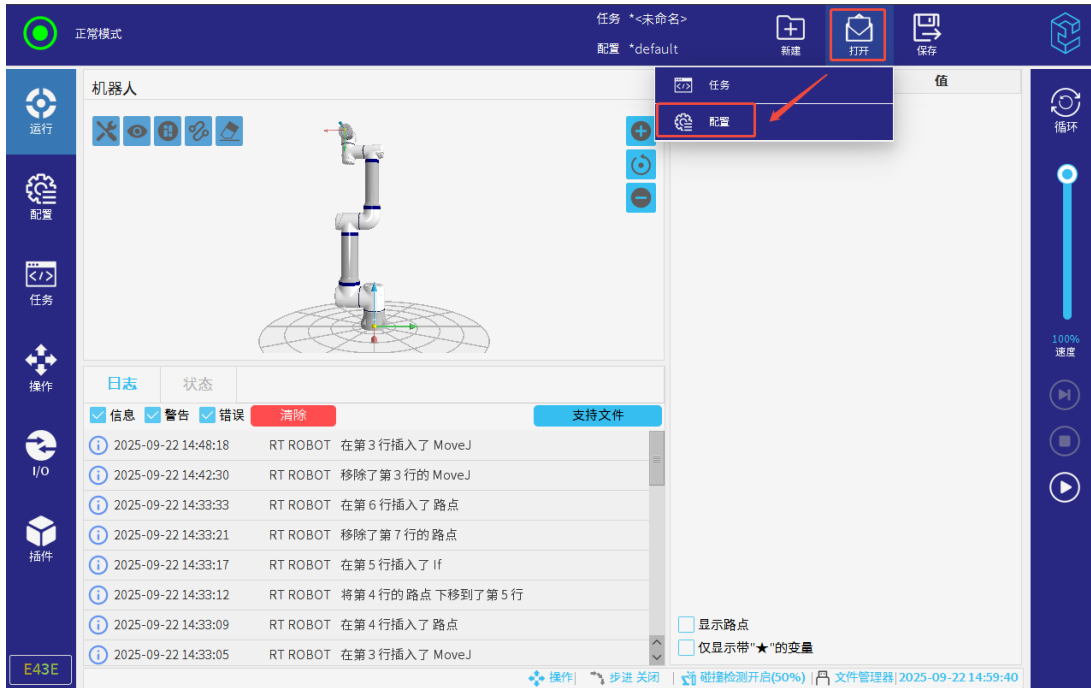 正常模式
任务 *<未命名>
配置 *default
新建
打开
保存
任务
配置
值
运行
配置
任务
操作
I/O
插件
E43E
机器人
日志
状态
信息 警告 错误 清除 支持文件
2025-09-22 14:48:18 RT ROBOT 在第3行插入了 MoveJ
2025-09-22 14:42:30 RT ROBOT 移除了第3行的 MoveJ
2025-09-22 14:33:33 RT ROBOT 在第6行插入了 路点
2025-09-22 14:33:21 RT ROBOT 移除了第7行的 路点
2025-09-22 14:33:17 RT ROBOT 在第5行插入了 If
2025-09-22 14:33:12 RT ROBOT 将第4行的 路点 下移到了第5行
2025-09-22 14:33:09 RT ROBOT 在第4行插入了 路点
2025-09-22 14:33:05 RT ROBOT 在第3行插入了 MoveJ
显示路点
仅显示带"★"的变量
循环
100%
速度
操作| 步进 关闭 | 碰撞检测开启(50%) | 文件管理器|2025-09-22 14:59:40